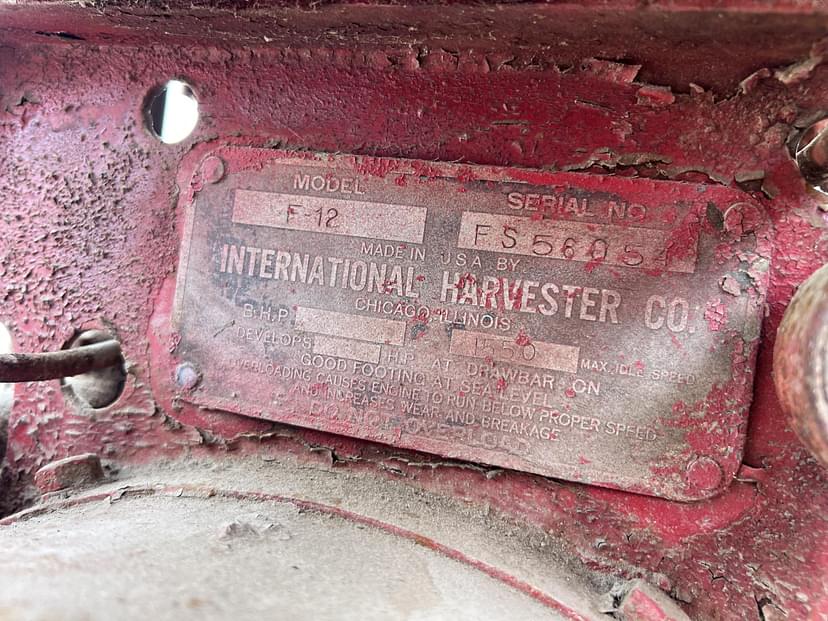 MODEL SERIAL NO.
F-12 FS56054
MADE IN U.S.A. BY
INTERNATIONAL HARVESTER CO.
CHICAGO, ILLINOIS
B.H.P. 1550 MAX. IDLE SPEED
DEVELOPS H.P. AT DRAWBAR ON
GOOD FOOTING AT SEA LEVEL
OVERLOADING CAUSES ENGINE TO RUN BELOW PROPER SPEED
AND INCREASES WEAR AND BREAKAGE
DO NOT OVERLOAD